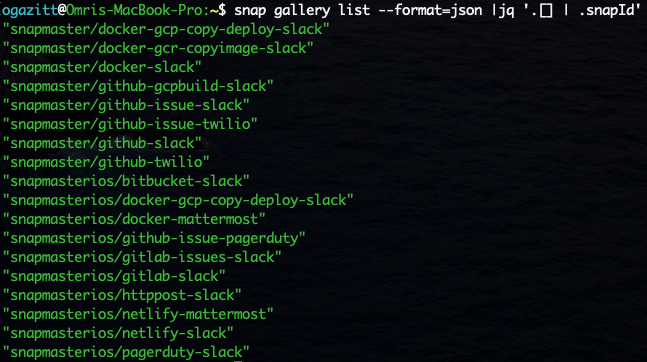 ogazitt@Omris-MacBook-Pro:~$ snap gallery list --format=json |jq '.[] | .snapId'
"snapmaster/docker-gcp-copy-deploy-slack"
"snapmaster/docker-gcr-copyimage-slack"
"snapmaster/docker-slack"
"snapmaster/github-gcpbuild-slack"
"snapmaster/github-issue-slack"
"snapmaster/github-issue-twilio"
"snapmaster/github-slack"
"snapmaster/github-twilio"
"snapmasterios/bitbucket-slack"
"snapmasterios/docker-gcp-copy-deploy-slack"
"snapmasterios/docker-mattermost"
"snapmasterios/github-issue-pagerduty"
"snapmasterios/gitlab-issues-slack"
"snapmasterios/gitlab-slack"
"snapmasterios/httppost-slack"
"snapmasterios/netlify-mattermost"
"snapmasterios/netlify-slack"
"snapmasterios/pagerduty-slack"